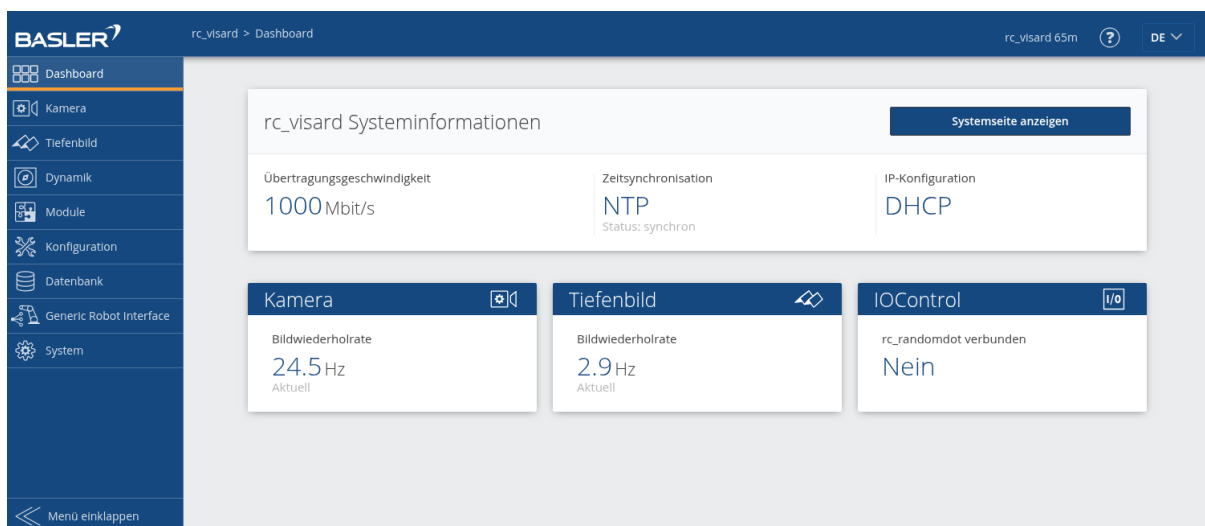 BASLER
rc_visard > Dashboard
rc_visard 65m
?
DE
Dashboard
Kamera
Tiefenbild
Dynamik
Module
Konfiguration
Datenbank
Generic Robot Interface
System
Menü einklappen
rc_visard Systeminformationen
Systemseite anzeigen
Übertragungsgeschwindigkeit
1000 Mbit/s
Zeitsynchronisation
NTP
Status: synchron
IP-Konfiguration
DHCP
Kamera
Bildwiederholrate
24.5 Hz
Aktuell
Tiefenbild
Bildwiederholrate
2.9 Hz
Aktuell
IOControl
I/O
rc_randomdot verbunden
Nein